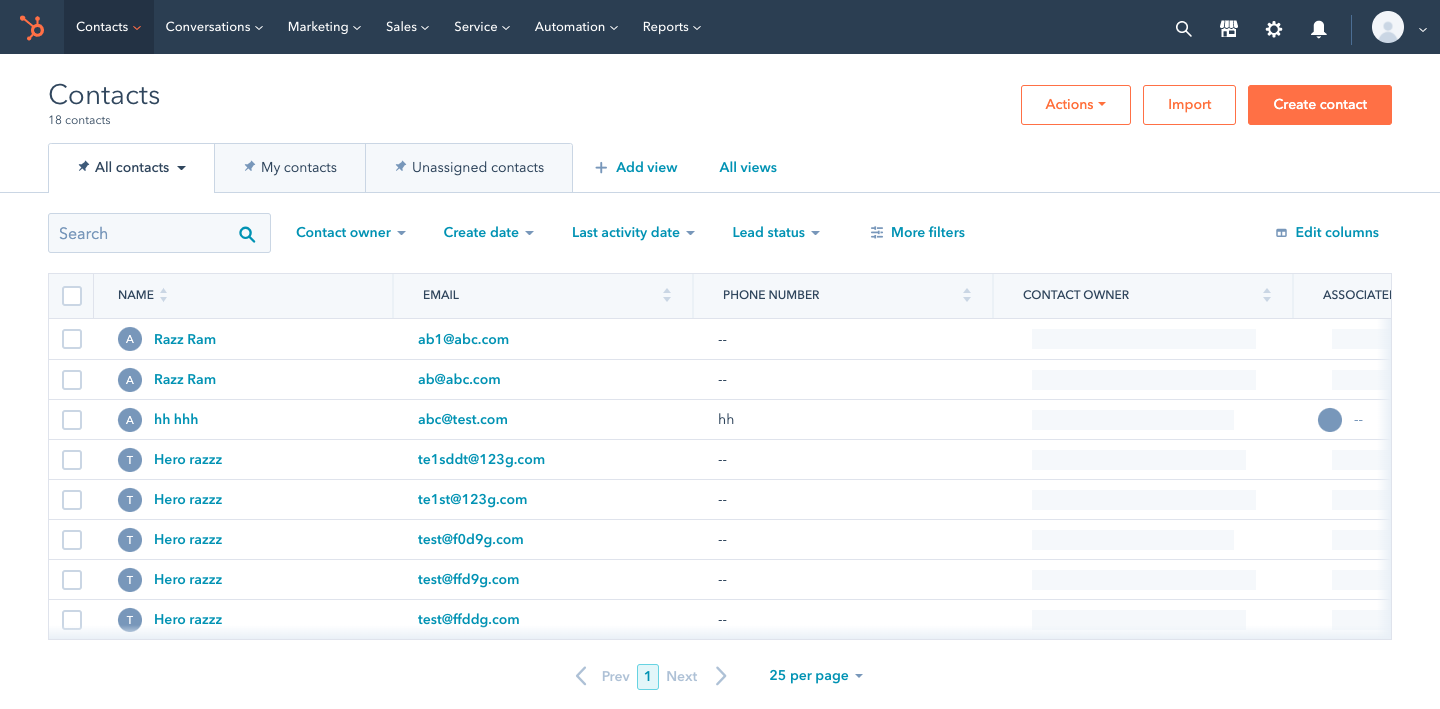 Contacts Conversations Marketing Sales Service Automation Reports
Contacts
18 contacts
Actions Import Create contact
All contacts My contacts Unassigned contacts Add view All views
Search Contact owner Create date Last activity date Lead status More filters Edit columns
NAME EMAIL PHONE NUMBER CONTACT OWNER
A Razz Ram ab1@abc.com --
A Razz Ram ab@abc.com --
A hh hhh abc@test.com hh --
T Hero razzz te1sddt@123g.com --
T Hero razzz te1st@123g.com --
T Hero razzz test@f0d9g.com --
T Hero razzz test@ffd9g.com --
T Hero razzz test@ffddg.com --
Prev 1 Next 25 per page